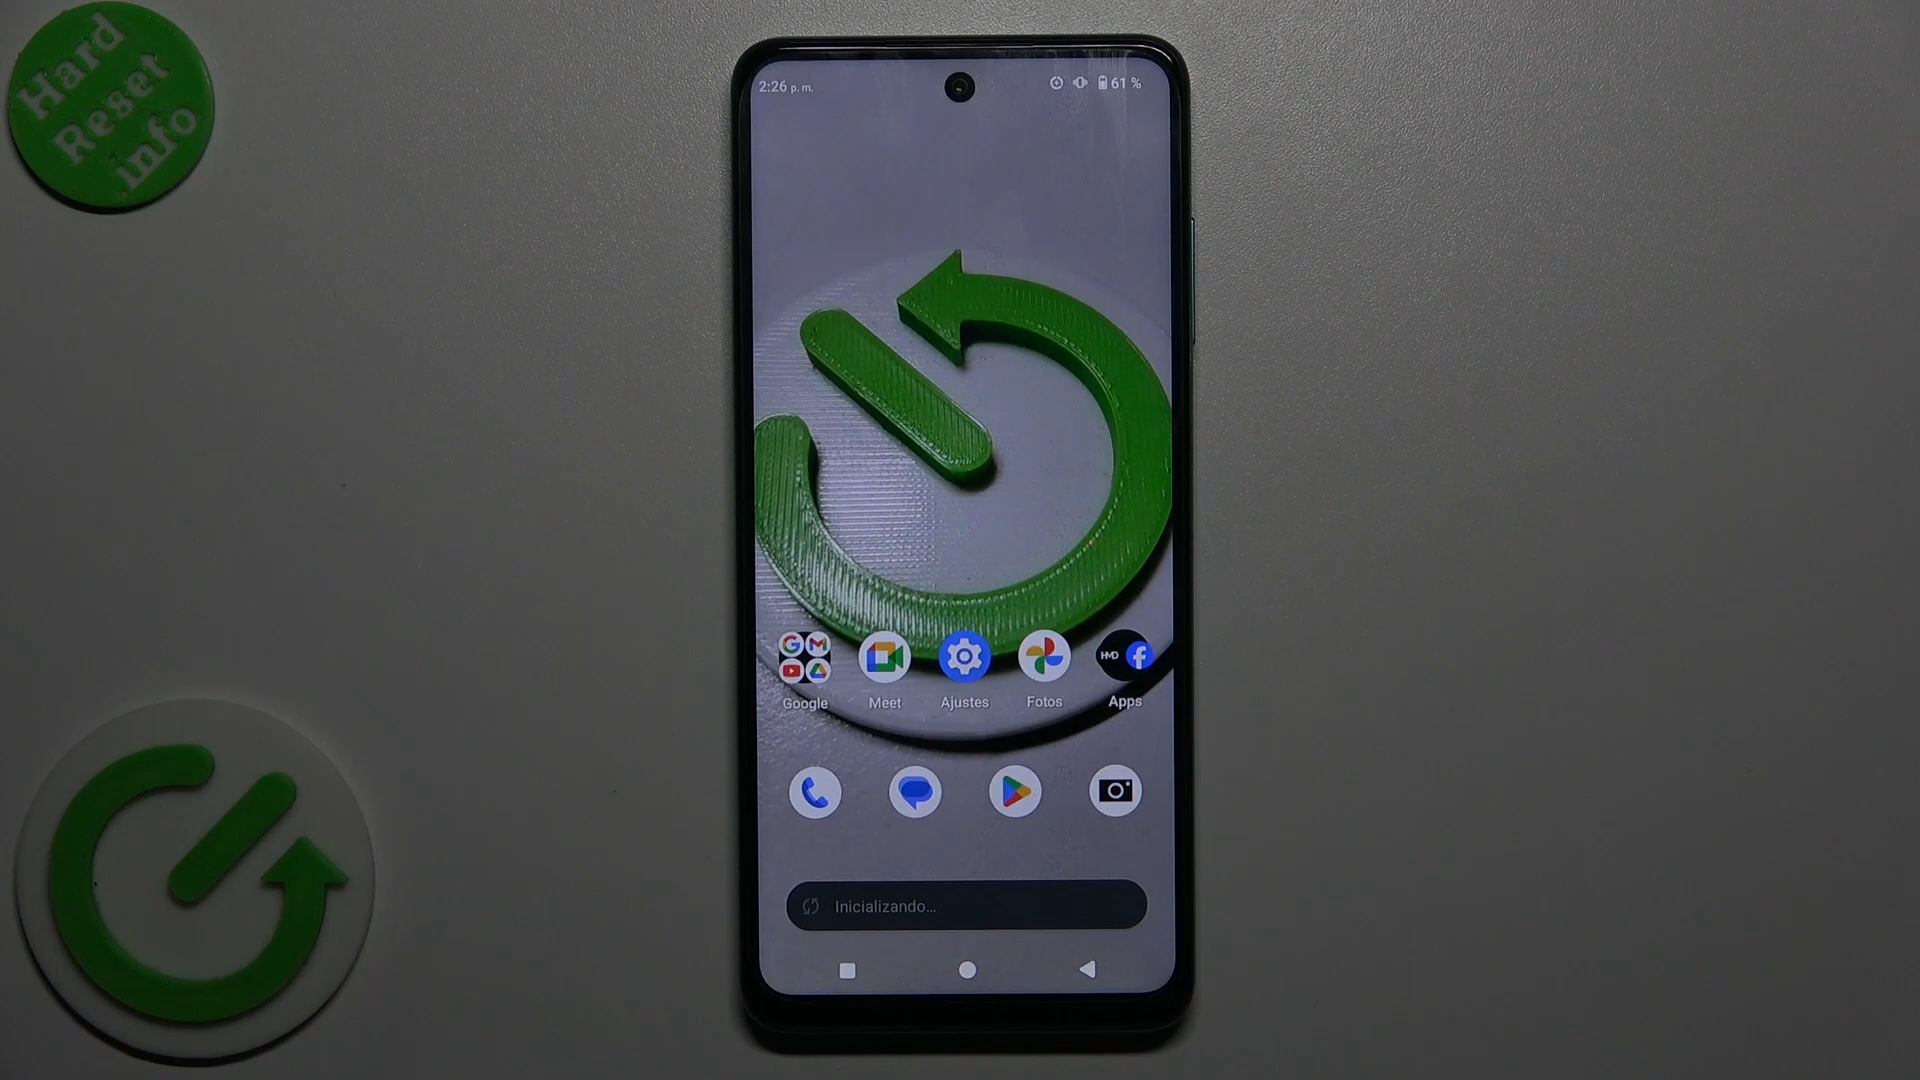 Hard
Reset
info
2:26 p. m.
61 %
HMD
Google
Meet
Ajustes
Fotos
Apps
Inicializando...